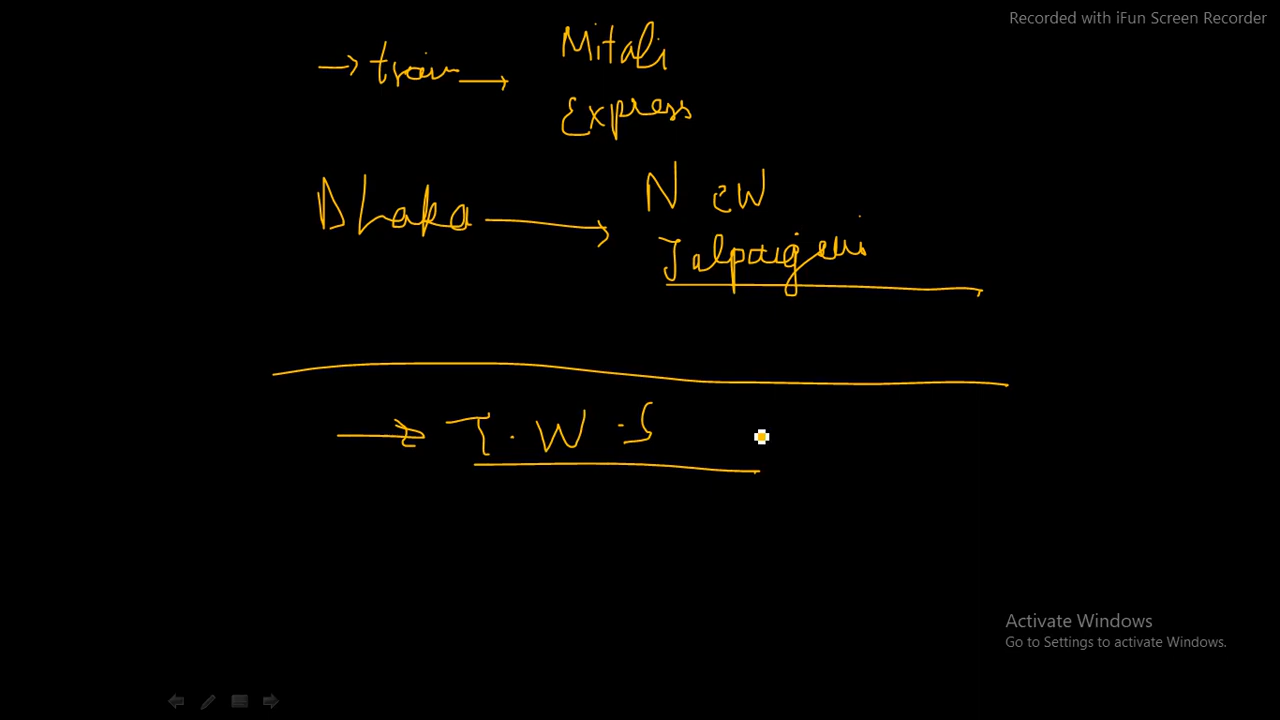 Recorded with iFun Screen Recorder
→ train → Mitali
Express
Dhaka → New
Jalpaiguri
→ T.W.S
Activate Windows
Go to Settings to activate Windows.